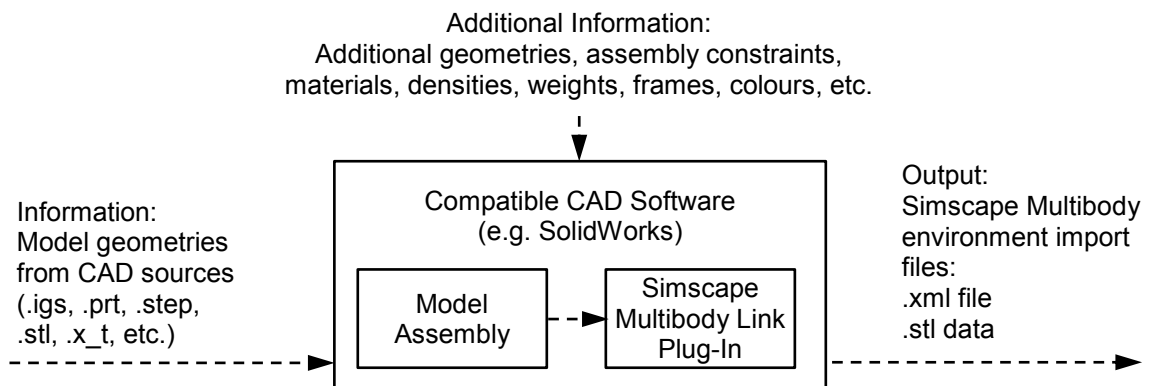 Additional Information:
Additional geometries, assembly constraints,
materials, densities, weights, frames, colours, etc.
Information:
Model geometries
from CAD sources
(.igs, .prt, .step,
.stl, .x_t, etc.)
Compatible CAD Software
(e.g. SolidWorks)
Model
Assembly
Simscape
Multibody Link
Plug-In
Output:
Simscape Multibody
environment import
files:
.xml file
.stl data